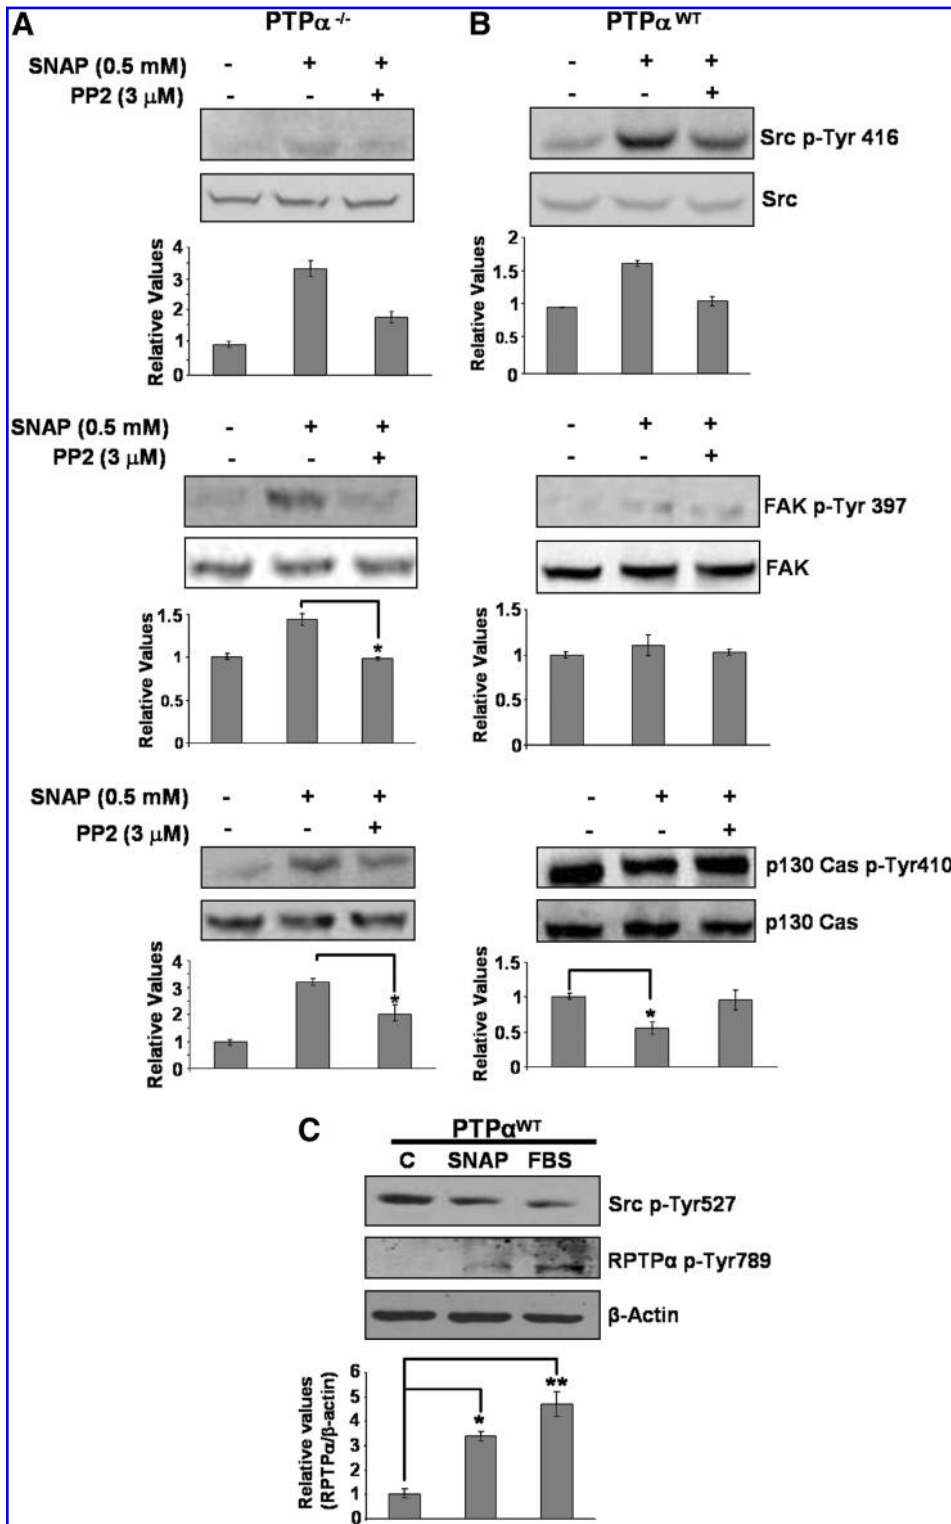 A PTPα -/- B PTPα WT
SNAP (0.5 mM) - + + - + +
PP2 (3 μM) - - + - - +
Src p-Tyr 416
Src
Relative Values 4 3 2 1 0
Relative Values 2 1.5 1 0.5 0
SNAP (0.5 mM) - + + - + +
PP2 (3 μM) - - + - - +
FAK p-Tyr 397
FAK
Relative Values 1.5 1 0.5 0 *
Relative Values 1.5 1 0.5 0
SNAP (0.5 mM) - + + - + +
PP2 (3 μM) - - + - - +
p130 Cas p-Tyr410
p130 Cas
Relative Values 4 3 2 1 0 *
Relative Values 1.5 1 0.5 0 *
C PTPαWT
C SNAP FBS
Src p-Tyr527
RPTPα p-Tyr789
β-Actin
Relative values
(RPTPα/β-actin)
6 5 4 3 2 1 0 * **